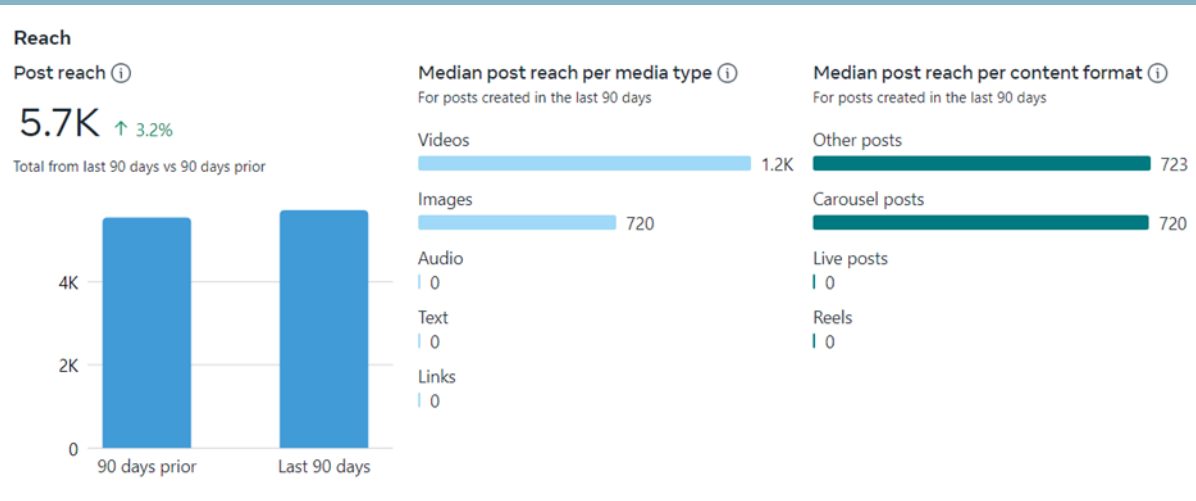 Reach
Post reach
5.7K ↑ 3.2%
Total from last 90 days vs 90 days prior
4K
2K
0
90 days prior
Last 90 days
Median post reach per media type
For posts created in the last 90 days
Videos
1.2K
Images
720
Audio
0
Text
0
Links
0
Median post reach per content format
For posts created in the last 90 days
Other posts
723
Carousel posts
720
Live posts
0
Reels
0